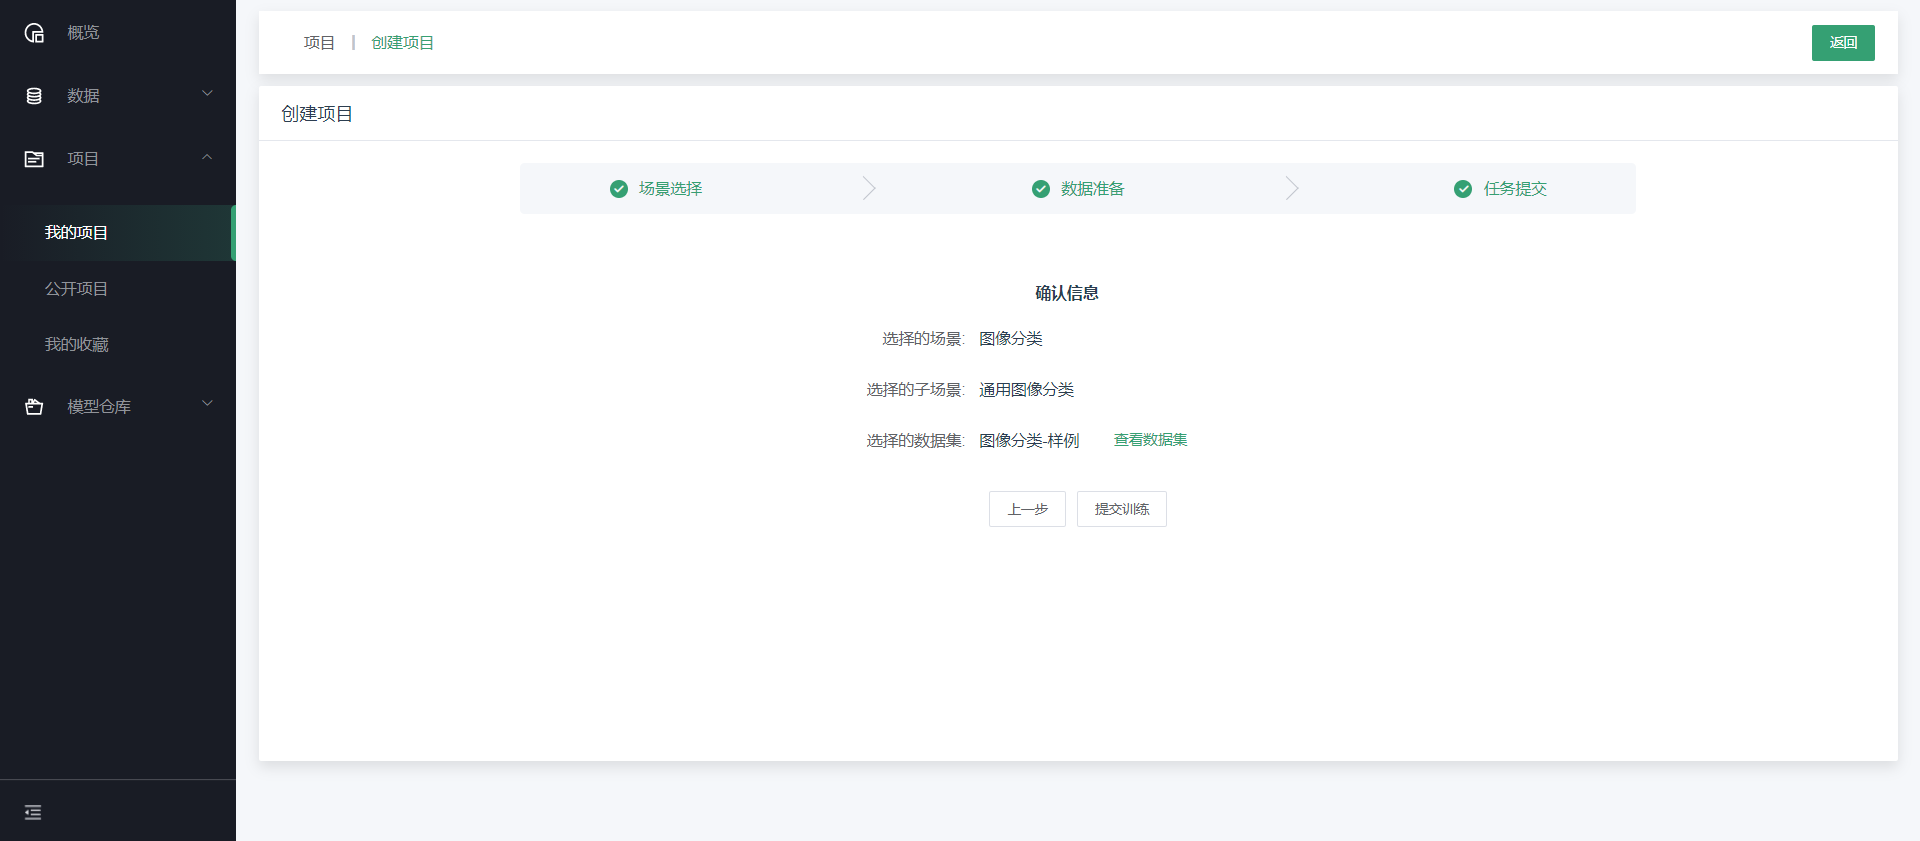 概览
数据
项目
我的项目
公开项目
我的收藏
模型仓库
项目 | 创建项目
返回
创建项目
场景选择
数据准备
任务提交
确认信息
选择的场景: 图像分类
选择的子场景: 通用图像分类
选择的数据集: 图像分类-样例 查看数据集
上一步
提交训练